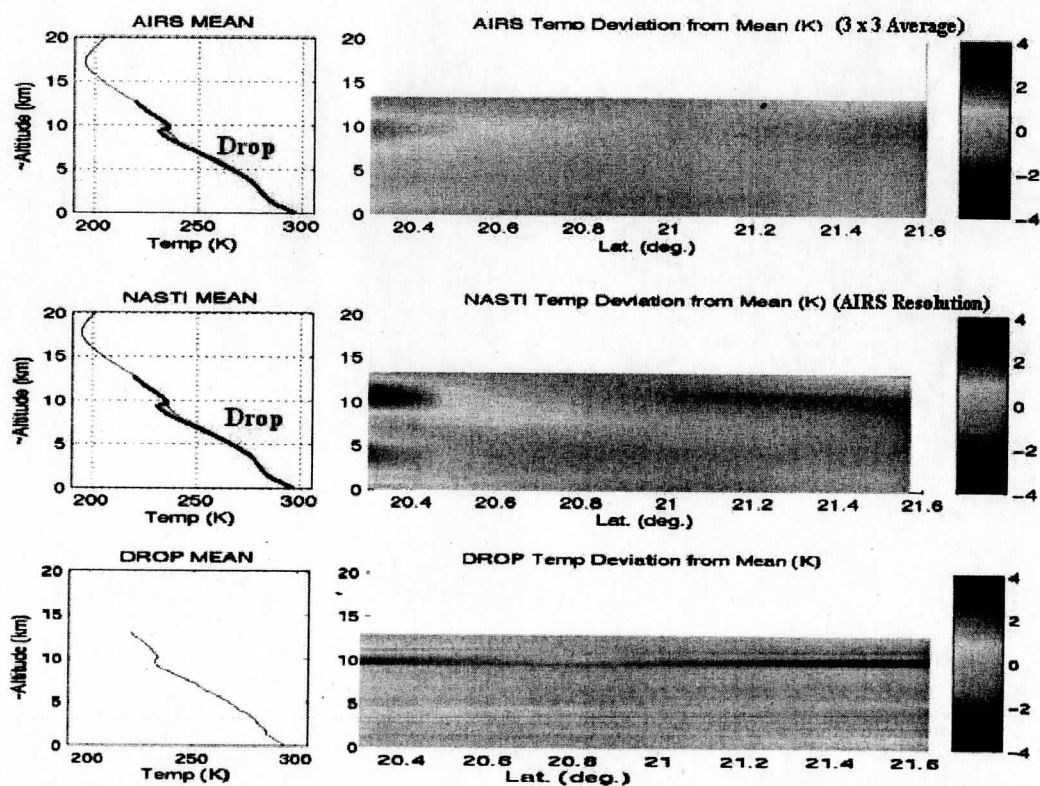 AIRS MEAN
20
15
10
5
0
~Altitude (km)
Drop
200 250 300
Temp (K)
AIRS Temp Deviation from Mean (K) (3 x 3 Average)
20
15
10
5
0
20.4 20.6 20.8 21 21.2 21.4 21.6
Lat. (deg.)
4
2
0
−2
−4
NASTI MEAN
20
15
10
5
0
~Altitude (km)
Drop
200 250 300
Temp (K)
NASTI Temp Deviation from Mean (K) (AIRS Resolution)
20
15
10
5
0
20.4 20.6 20.8 21 21.2 21.4 21.6
Lat. (deg.)
4
2
0
−2
−4
DROP MEAN
20
15
10
5
0
~Altitude (km)
200 250 300
Temp (K)
DROP Temp Deviation from Mean (K)
20
15
10
5
0
20.4 20.6 20.8 21 21.2 21.4 21.6
Lat. (deg.)
4
2
0
−2
−4